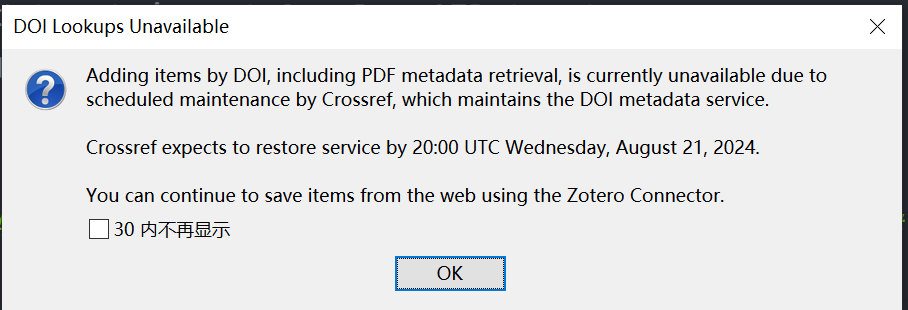 DOI Lookups Unavailable
Adding items by DOI, including PDF metadata retrieval, is currently unavailable due to
scheduled maintenance by Crossref, which maintains the DOI metadata service.
Crossref expects to restore service by 20:00 UTC Wednesday, August 21, 2024.
You can continue to save items from the web using the Zotero Connector.
30 内不再显示
OK